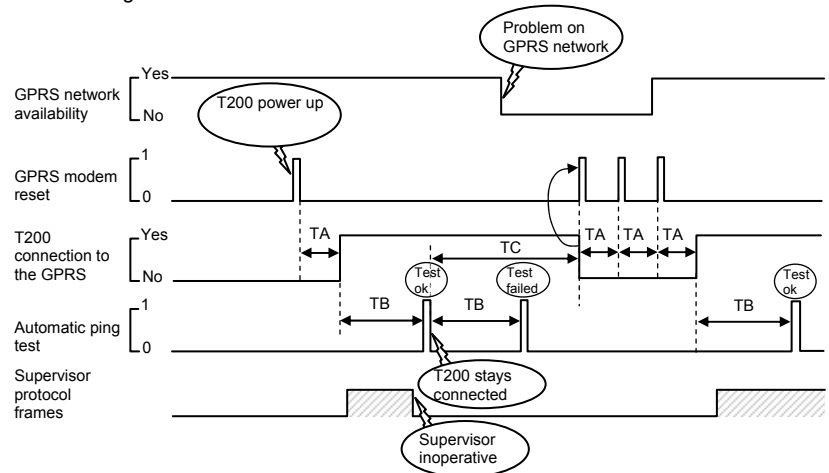 Problem on
GPRS network
GPRS network
availability
Yes
No
T200 power up
GPRS modem
reset
1
0
T200
connection to
the GPRS
Yes
No
TA
TC
TA
TA
TA
Test
ok
Test
failed
Test
ok
Automatic ping
test
1
0
TB
TB
TB
T200 stays
connected
Supervisor
protocol
frames
Supervisor
inoperative